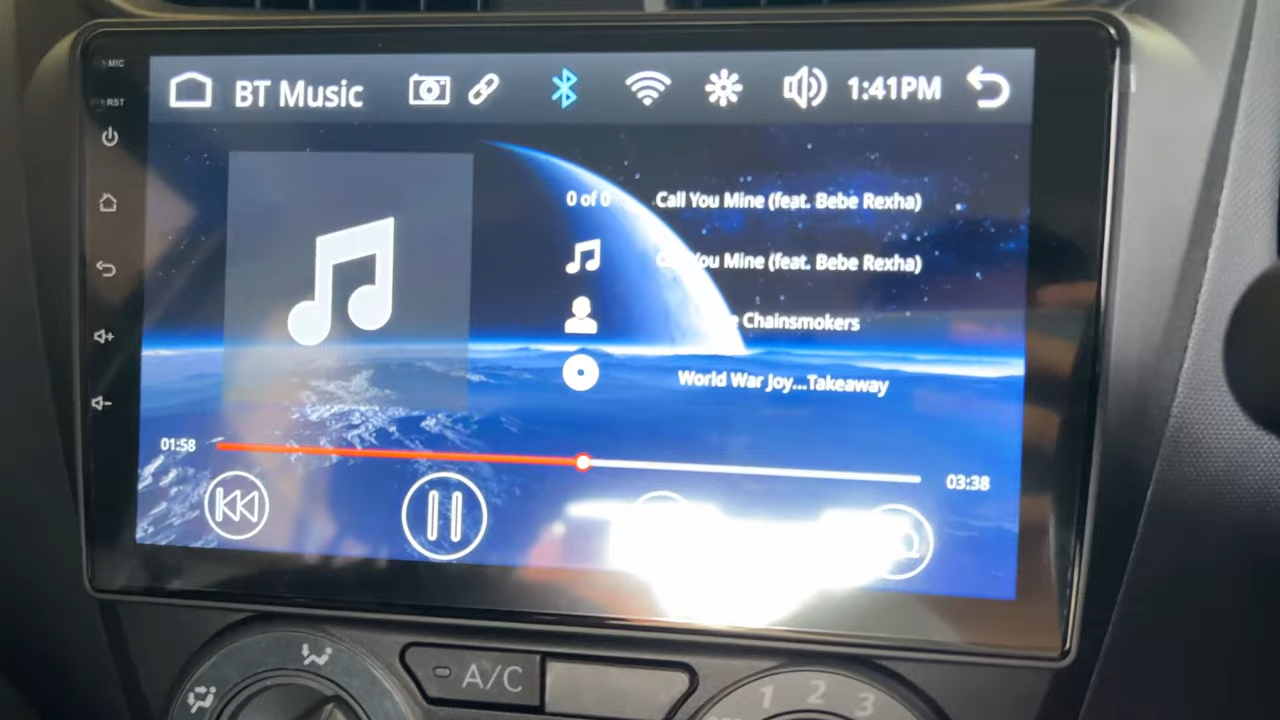 MIC
RST
BT Music 1:41PM
0 of 0 Call You Mine (feat. Bebe Rexha)
You Mine (feat. Bebe Rexha)
Chainsmokers
World War Joy...Takeaway
01:58
03:38
A/C
1 2 3